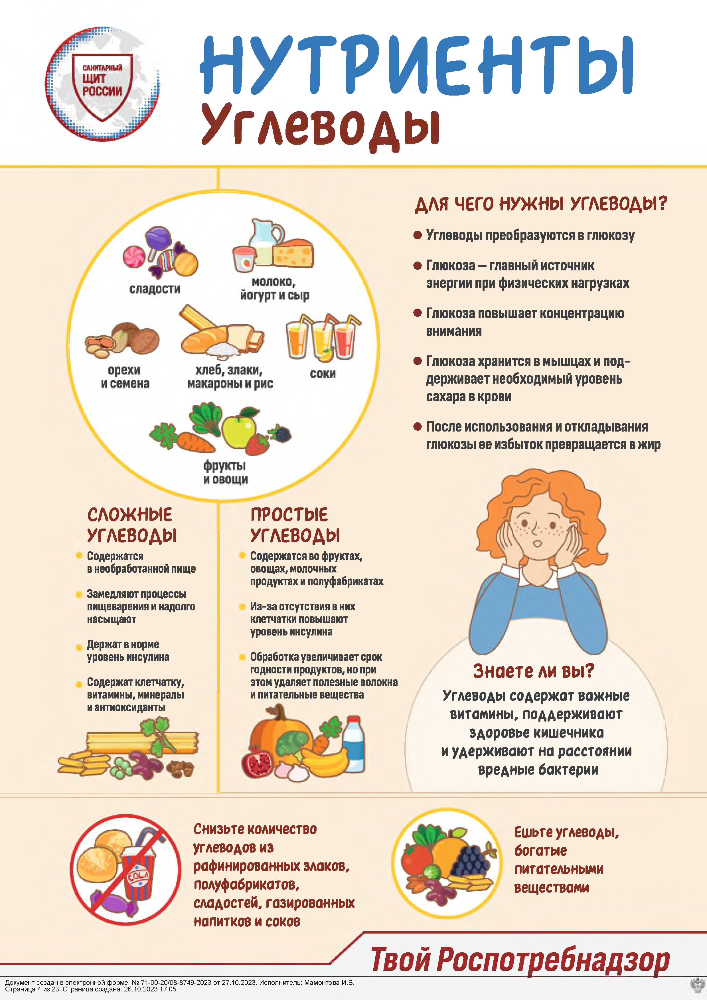 САНИТАРНЫЙ
ЩИТ
РОССИИ
НУТРИЕНТЫ
Углеводы
сладости
молоко,
йогурт и сыр
орехи
и семена
хлеб, злаки,
макароны и рис
соки
фрукты
и овощи
ДЛЯ ЧЕГО НУЖНЫ УГЛЕВОДЫ?
Углеводы преобразуются в глюкозу
Глюкоза – главный источник
энергии при физических нагрузках
Глюкоза повышает концентрацию
внимания
Глюкоза хранится в мышцах и под-
держивает необходимый уровень
сахара в крови
После использования и откладывания
глюкозы ее избыток превращается в жир
СЛОЖНЫЕ
УГЛЕВОДЫ
Содержатся
в необработанной пище
Замедляют процессы
пищеварения и надолго
насыщают
Держат в норме
уровень инсулина
Содержат клетчатку,
витамины, минералы
и антиоксиданты
ПРОСТЫЕ
УГЛЕВОДЫ
Содержатся во фруктах,
овощах, молочных
продуктах и полуфабрикатах
Из-за отсутствия в них
клетчатки повышают
уровень инсулина
Обработка увеличивает срок
годности продуктов, но при
этом удаляет полезные волокна
и питательные вещества
Знаете ли вы?
Углеводы содержат важные
витамины, поддерживают
здоровье кишечника
и удерживают на расстоянии
вредные бактерии
COLA
Снизьте количество
углеводов из
рафинированных злаков,
полуфабрикатов,
сладостей, газированных
напитков и соков
Ешьте углеводы,
богатые
питательными
веществами
Твой Роспотребнадзор
Документ создан в электронной форме. № 71-00-20/08-8749-2023 от 27.10.2023. Исполнитель: Мамонтова И.В.
Страница 4 из 23. Страница создана: 26.10.2023 17:05